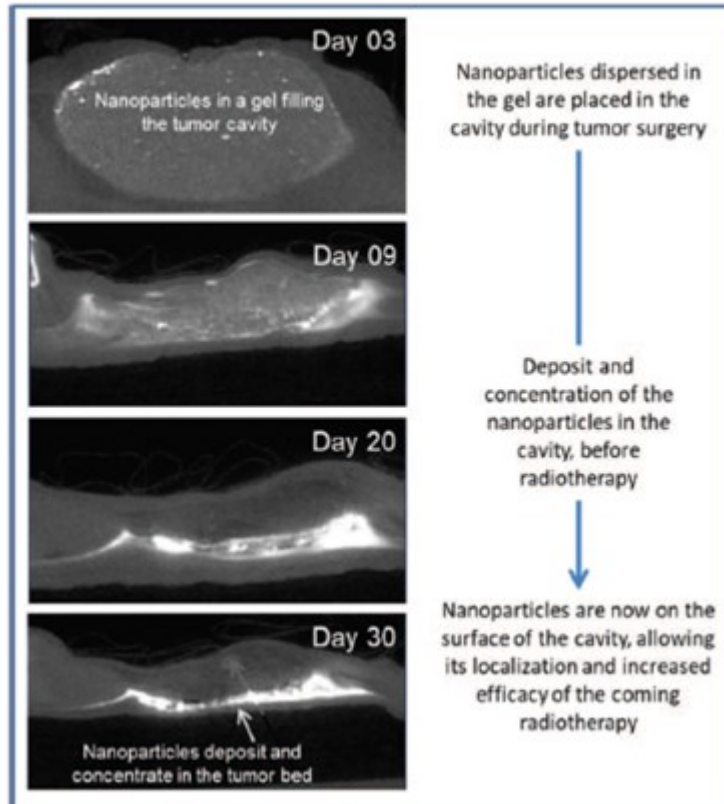 Day 03
Nanoparticles in a gel filling
the tumor cavity
Nanoparticles dispersed in
the gel are placed in the
cavity during tumor surgery
Day 09
Deposit and
concentration of the
nanoparticles in the
cavity, before
radiotherapy
Day 20
Nanoparticles are now on the
surface of the cavity, allowing
its localization and increased
efficacy of the coming
radiotherapy
Day 30
Nanoparticles deposit and
concentrate in the tumor bed